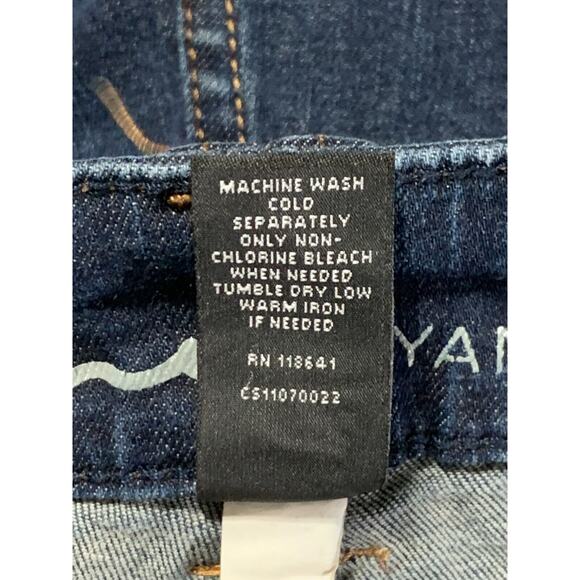 MACHINE WASH
COLD
SEPARATELY
ONLY NON-
CHLORINE BLEACH
WHEN NEEDED
TUMBLE DRY LOW
WARM IRON
IF NEEDED
RN 118641
CS11070022